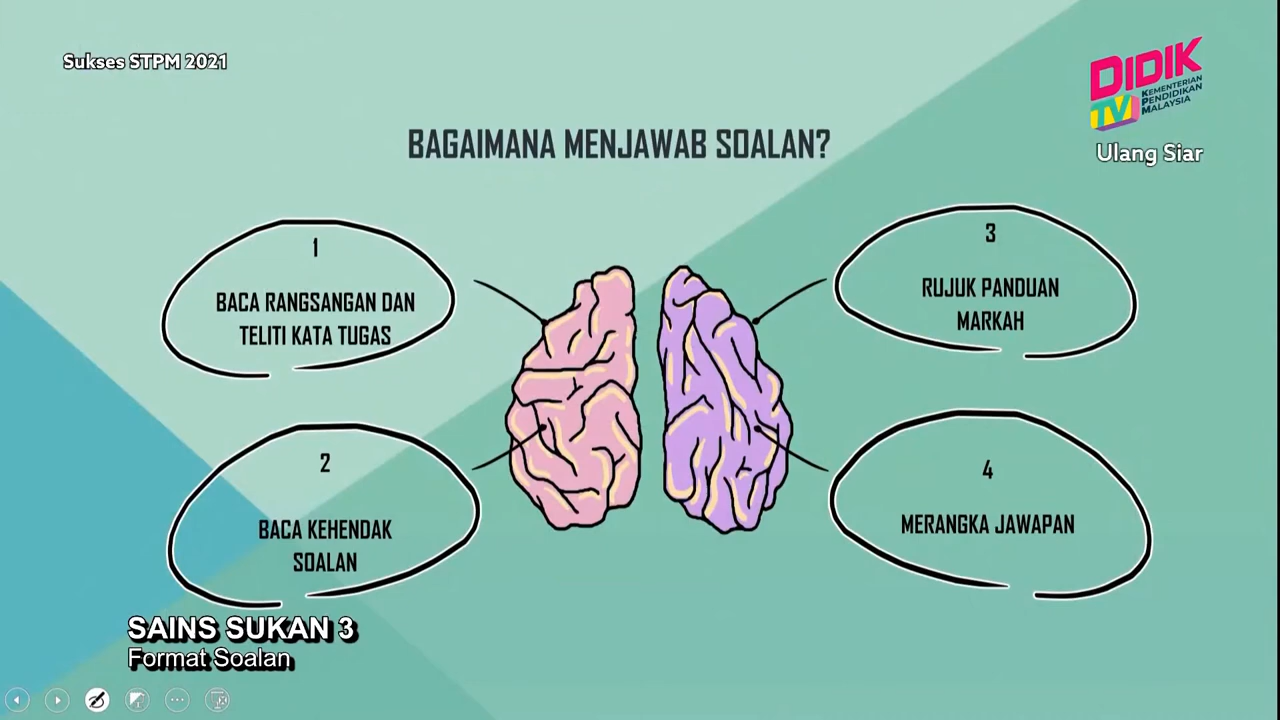 Sukses STPM 2021
DIDIK
TV
KEMENTERIAN
PENDIDIKAN
MALAYSIA
Ulang Siar
BAGAIMANA MENJAWAB SOALAN?
1
BACA RANGSANGAN DAN
TELITI KATA TUGAS
2
BACA KEHENDAK
SOALAN
3
RUJUK PANDUAN
MARKAH
4
MERANGKA JAWAPAN
SAINS SUKAN 3
Format Soalan